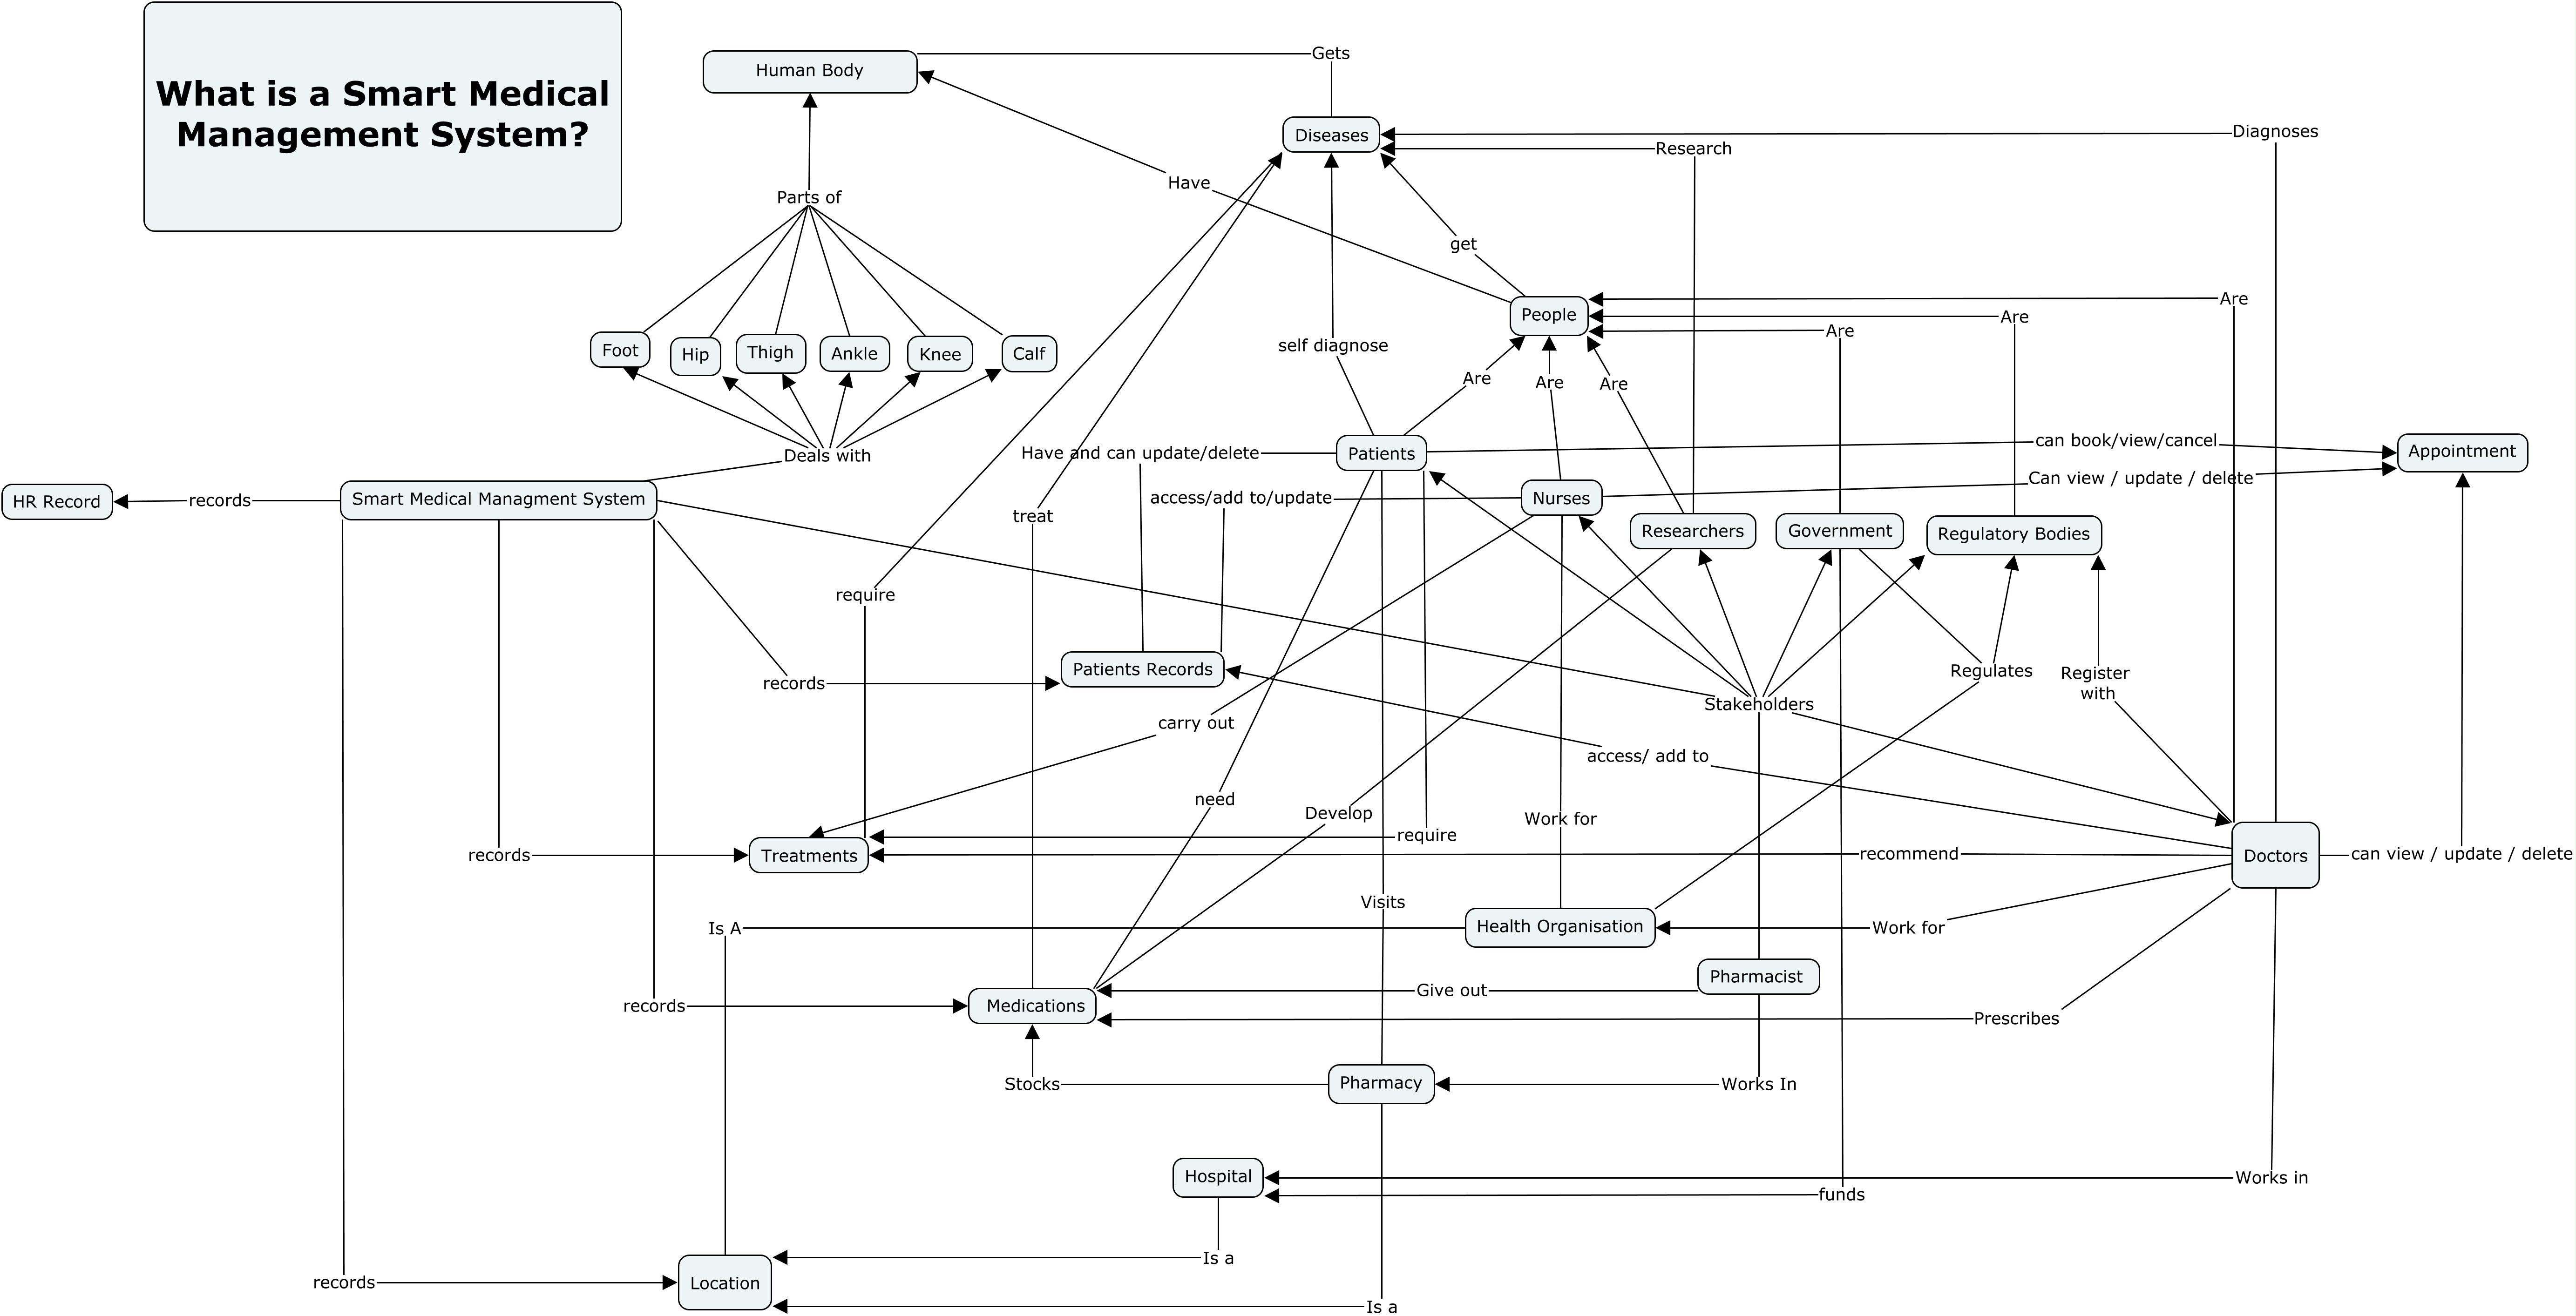 What is a Smart Medical
Management System?
Human Body
Gets
Diseases
Diagnoses
Research
Have
Parts of
get
Are
People
Are
Are
Foot
Hip
Thigh
Ankle
Knee
Calf
self diagnose
Are
Are
Are
Deals with
Have and can update/delete
Patients
can book/view/cancel
Appointment
Can view / update / delete
HR Record
records
Smart Medical Managment System
access/add to/update
Nurses
treat
Researchers
Government
Regulatory Bodies
require
Patients Records
records
Regulates
Register
with
Stakeholders
carry out
access/ add to
need
Develop
Work for
require
records
Treatments
recommend
Doctors
can view / update / delete
Visits
Is A
Health Organisation
Work for
Pharmacist
Give out
records
Medications
Prescribes
Stocks
Pharmacy
Works In
Hospital
Works in
funds
Is a
records
Location
Is a